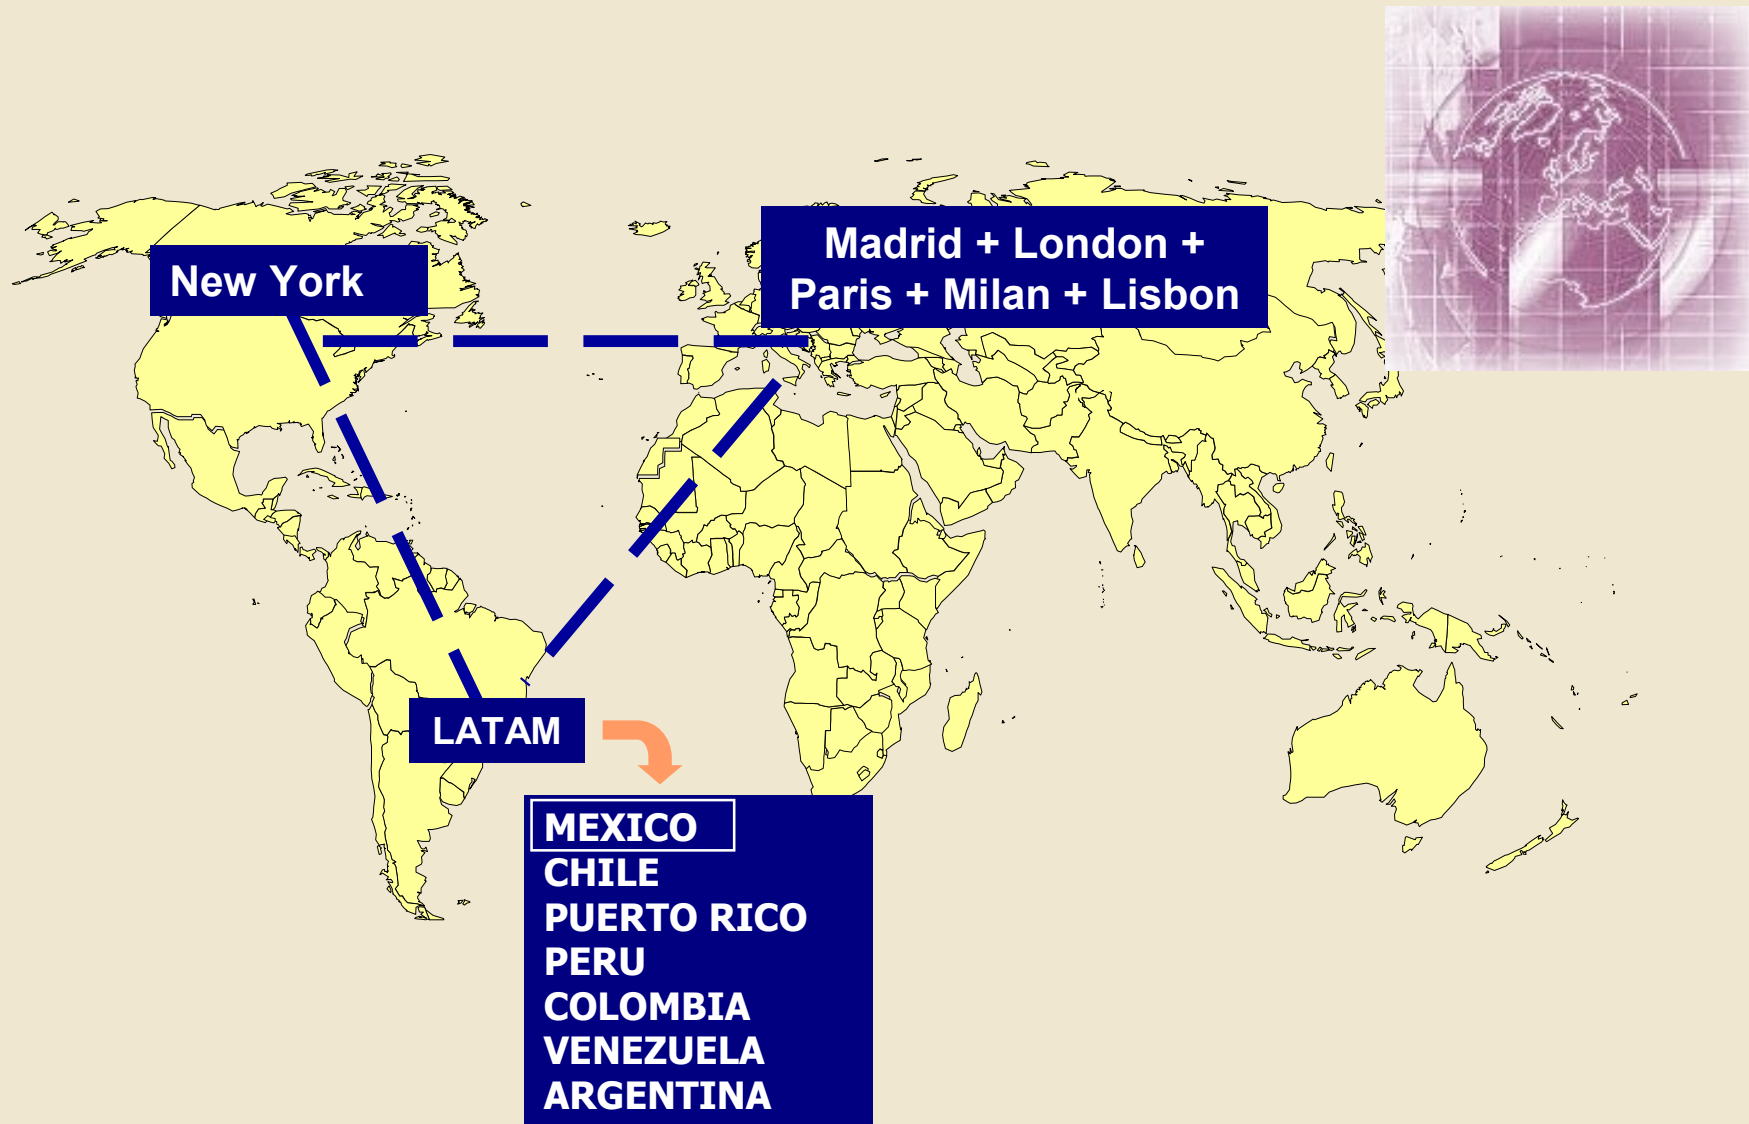 New York
Madrid + London +
Paris + Milan + Lisbon
LATAM
MEXICO
CHILE
PUERTO RICO
PERU
COLOMBIA
VENEZUELA
ARGENTINA